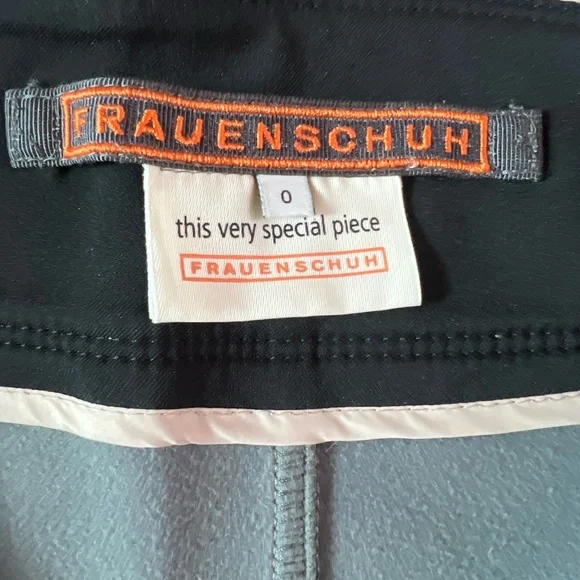 FRAUENSCHUH
0
this very special piece
FRAUENSCHUH